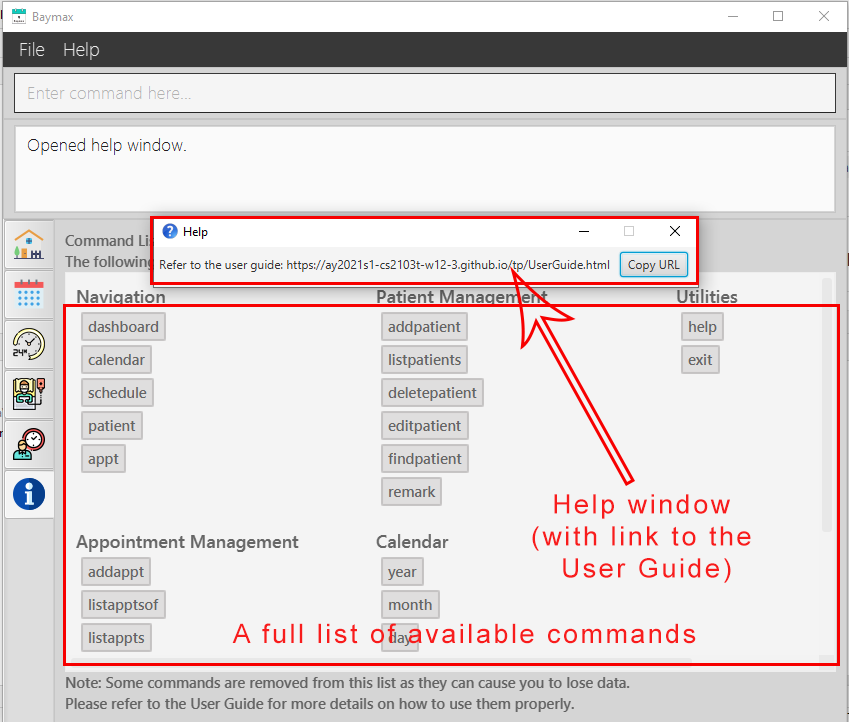 Baymax
File Help
Enter command here...
Opened help window.
Help
Refer to the user guide: https://ay2021s1-cs2103t-w12-3.github.io/tp/UserGuide.html Copy URL
Command Lis
The following
Navigation
dashboard
calendar
schedule
patient
appt
Patient Management
addpatient
listpatients
deletepatient
editpatient
findpatient
remark
Utilities
help
exit
Help window
(with link to the
User Guide)
Appointment Management
addappt
listapptsof
listappts
Calendar
year
month
day
A full list of available commands
24
Note: Some commands are removed from this list as they can cause you to lose data.
Please refer to the User Guide for more details on how to use them properly.